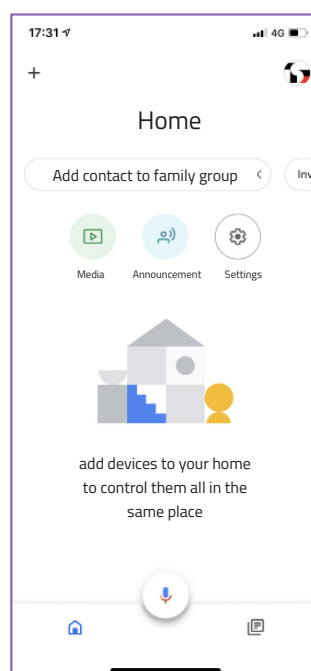 17:31 4G
+
Home
Add contact to family group Inv
Media Announcement Settings
add devices to your home
to control them all in the
same place